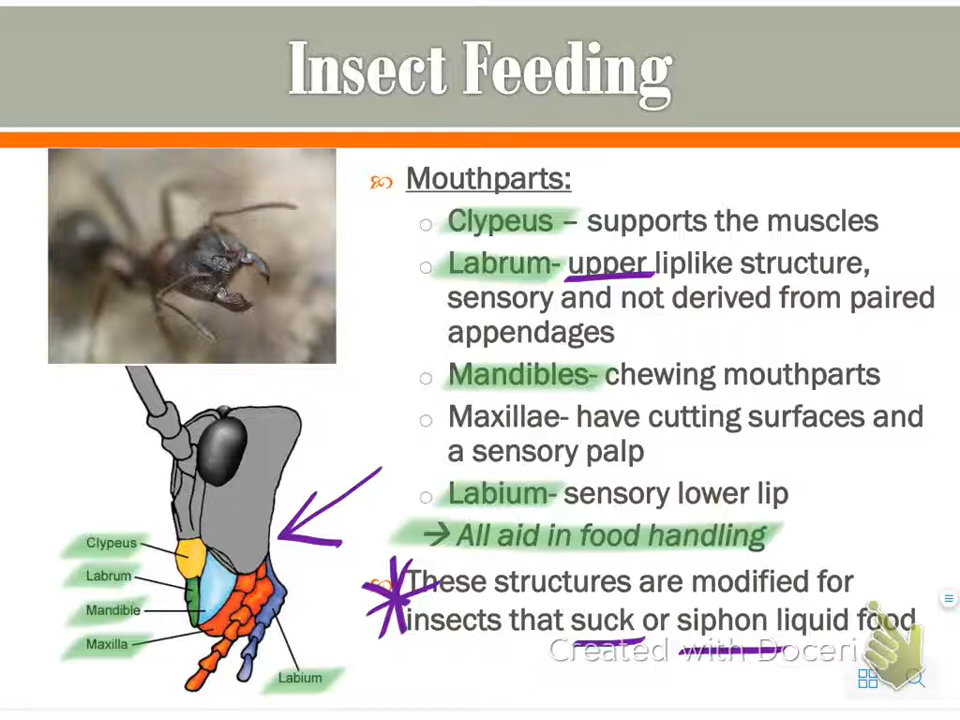 Insect Feeding
Mouthparts:
Clypeus – supports the muscles
Labrum- upper liplike structure,
sensory and not derived from paired
appendages
Mandibles- chewing mouthparts
Maxillae- have cutting surfaces and
a sensory palp
Labium- sensory lower lip
→ All aid in food handling
These structures are modified for
insects that suck or siphon liquid food
Clypeus
Labrum
Mandible
Maxilla
Labium
Created with Doceri